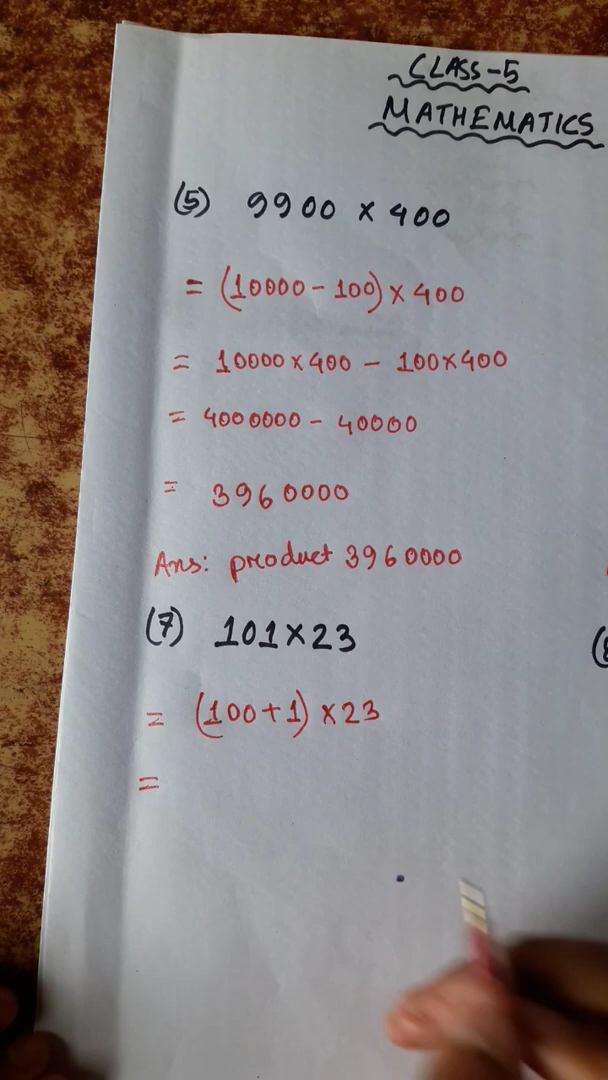 CLASS-5
MATHEMATICS
(5) 9900 × 400
= (10000 - 100) × 400
= 10000 × 400 - 100 × 400
= 4000000 - 40000
= 3960000
Ans: product 3960000
(7) 101 × 23
= (100 + 1) × 23
=